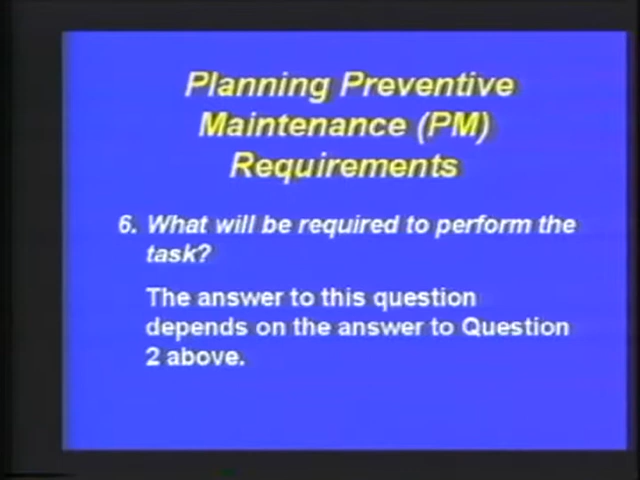 Planning Preventive
Maintenance (PM)
Requirements
6. What will be required to perform the
task?
The answer to this question
depends on the answer to Question
2 above.